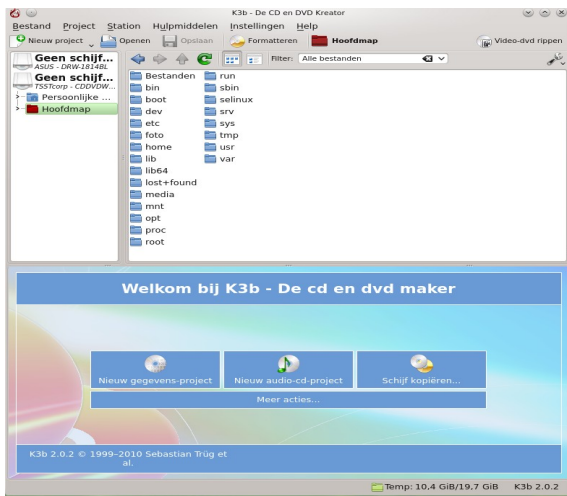 K3b - De CD en DVD Kreator
Bestand Project Station Hulpmiddelen Instellingen Help
Nieuw project Openen Opslaan Formatteren Hoofdmap Video-dvd rippen
Geen schijf...
ASUS - DRW-1814BL
Geen schijf...
TSSTcorp - CDDVDW...
Persoonlijke ...
Hoofdmap
Filter: Alle bestanden
Bestanden
bin
boot
dev
etc
foto
home
lib
lib64
lost+found
media
mnt
opt
proc
root
run
sbin
selinux
srv
sys
tmp
usr
var
Welkom bij K3b - De cd en dvd maker
Nieuw gegevens-project Nieuw audio-cd-project Schijf kopiëren...
Meer acties...
K3b 2.0.2 © 1999-2010 Sebastian Trüg et
al.
Temp: 10,4 GiB/19,7 GiB K3b 2.0.2